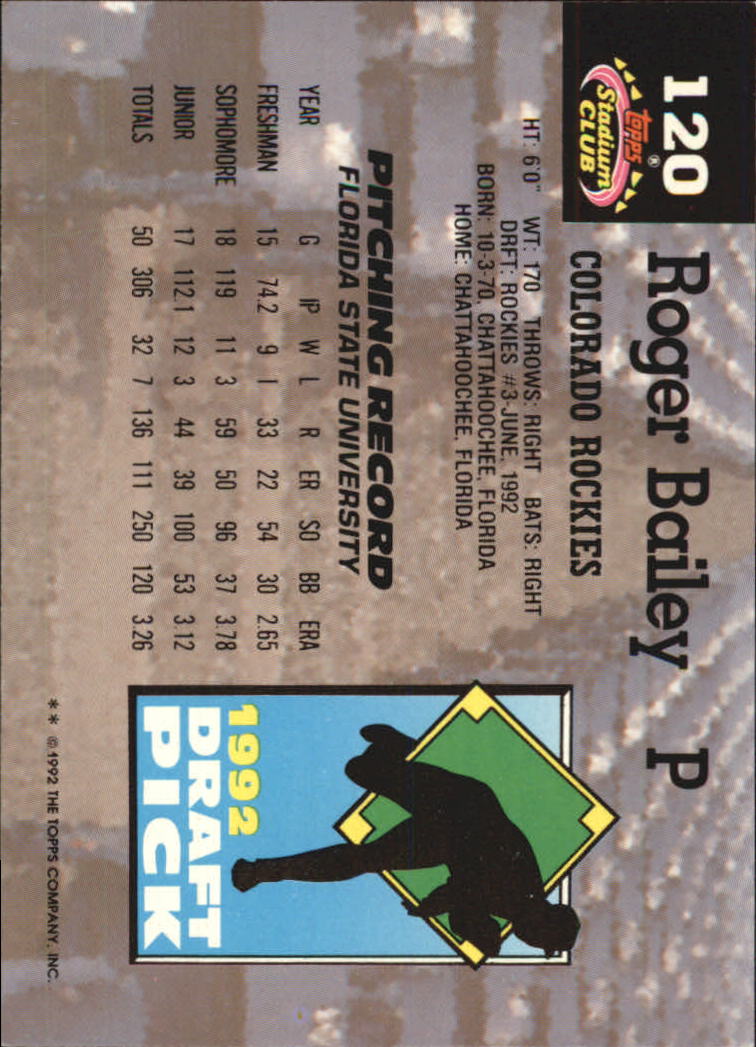 120
Topps®
Stadium
CLUB
Roger Bailey P
COLORADO ROCKIES
HT: 6'0" WT: 170 THROWS: RIGHT BATS: RIGHT
DRFT: ROCKIES #3-JUNE, 1992
BORN: 10-3-70, CHATTAHOOCHEE, FLORIDA
HOME: CHATTAHOOCHEE, FLORIDA
PITCHING RECORD
FLORIDA STATE UNIVERSITY
YEAR G IP W L R ER SO BB ERA
FRESHMAN 15 74.2 9 1 33 22 54 30 2.65
SOPHOMORE 18 119 11 3 59 50 96 37 3.78
JUNIOR 17 112.1 12 3 44 39 100 53 3.12
TOTALS 50 306 32 7 136 111 250 120 3.26
1992
DRAFT
PICK
** © 1992 THE TOPPS COMPANY, INC.